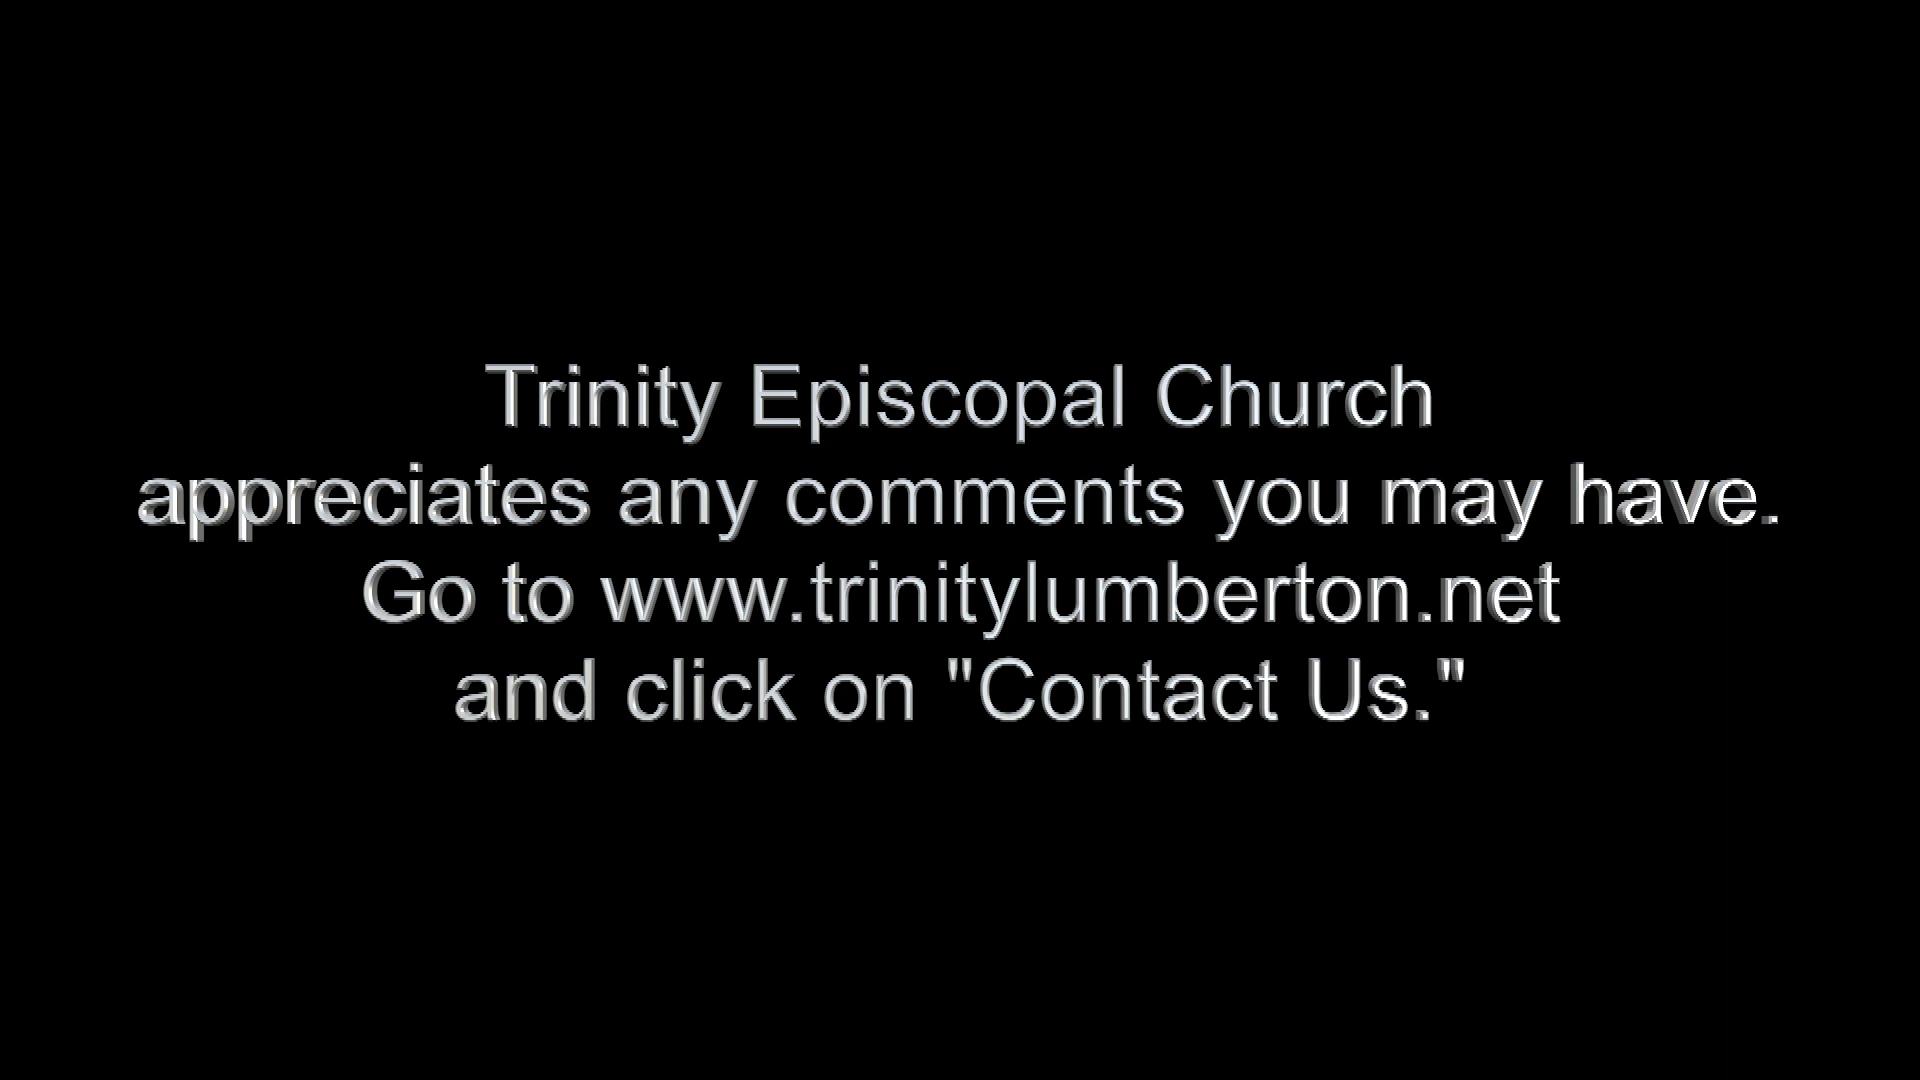 Trinity Episcopal Church
appreciates any comments you may have.
Go to www.trinitylumberton.net
and click on "Contact Us."